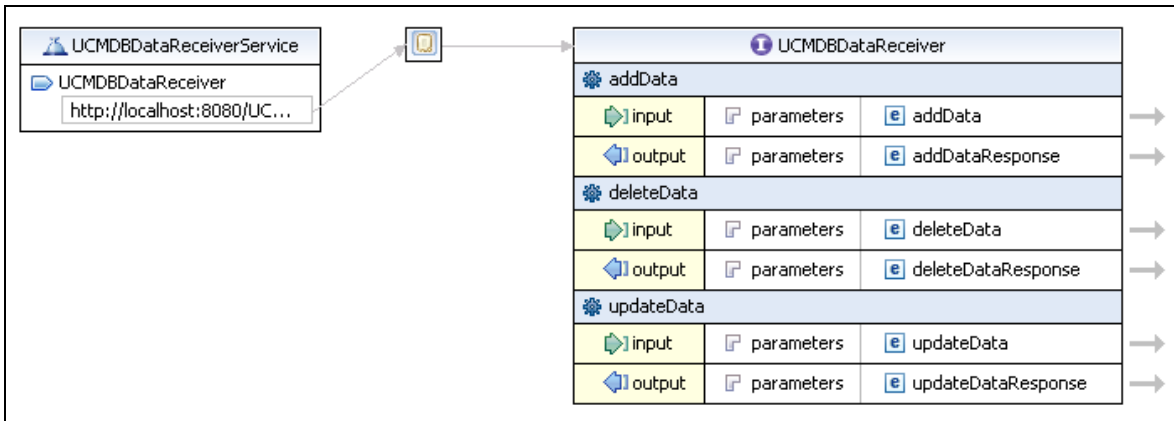 UCMDBDataReceiverService
UCMDBDataReceiver
http://localhost:8080/UC...
UCMDBDataReceiver
addData
input parameters e addData
output parameters e addDataResponse
deleteData
input parameters e deleteData
output parameters e deleteDataResponse
updateData
input parameters e updateData
output parameters e updateDataResponse